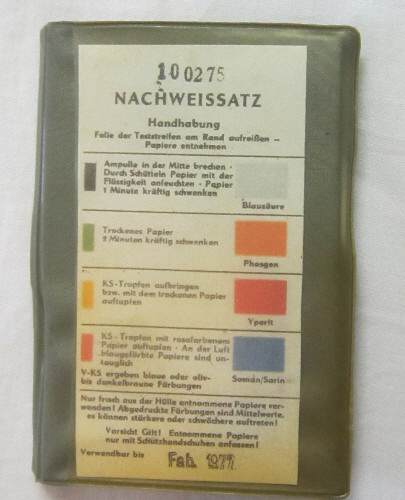 100275
NACHWEISSATZ
Handhabung
Folie der Teststreifen am Rand aufreißen –
Papiere entnehmen
Ampulle in der Mitte brechen ·
Durch Schütteln Papier mit der
Flüssigkeit anfeuchten · Papier
1 Minute kräftig schwenken
Blausäure
Trockenes Papier
2 Minuten kräftig schwenken
Phosgen
KS-Tropfen aufbringen
bzw. mit dem trockenen Papier
auftupfen
Yperit
KS-Tropfen mit rosafarbenem
Papier auftupfen · An der Luft
blaugefärbte Papiere sind un-
tauglich
V-KS ergeben blaue oder oliv-
bis dunkelbraune Färbungen
Somán/Sarin
Nur frisch aus der Hülle entnommene Papiere ver-
wenden! Abgedruckte Färbungen sind Mittelwerte,
es können stärkere oder schwächere auftreten!
Vorsicht Gift! Entnommene Papiere
nur mit Schutzhandschuhen anfassen!
Verwendbar bis Feb. 1977